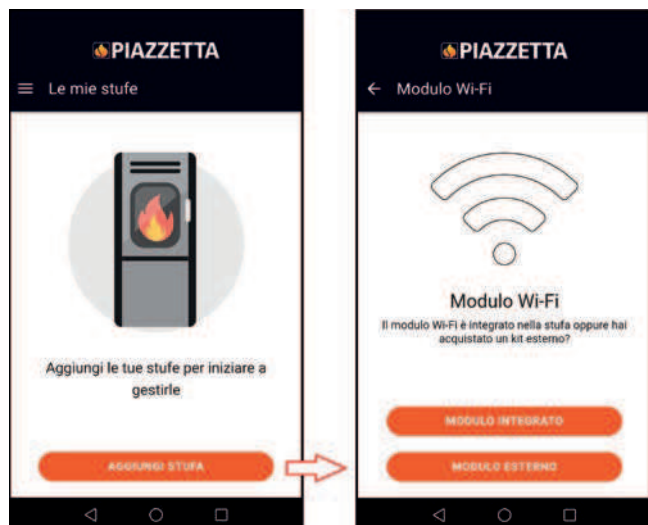 PIAZZETTA
Le mie stufe
Aggiungi le tue stufe per iniziare a
gestirle
AGGIUNGI STUFA
PIAZZETTA
Modulo Wi-Fi
Modulo Wi-Fi
Il modulo Wi-Fi è integrato nella stufa oppure hai
acquistato un kit esterno?
MODULO INTEGRATO
MODULO ESTERNO